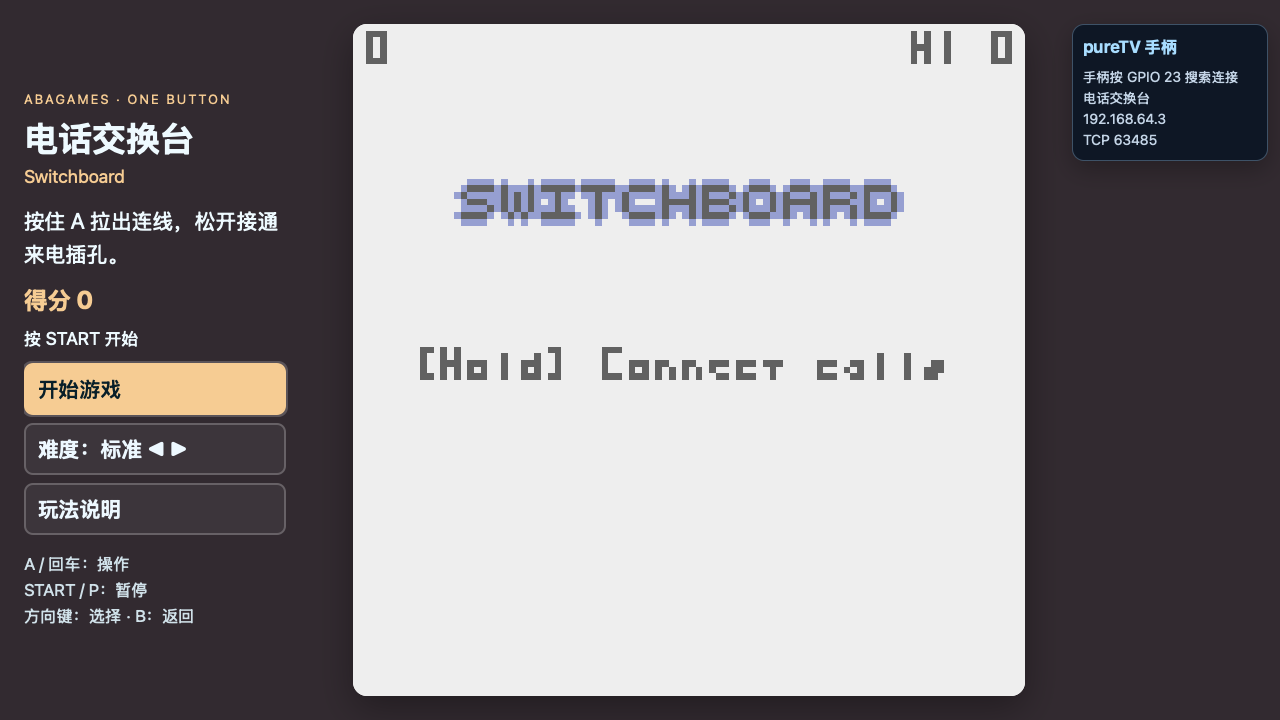 ABAGAMES · ONE BUTTON
电话交换台
Switchboard
按住 A 拉出连线，松开接通
来电插孔。
得分 0
按 START 开始
开始游戏
难度：标准 ◀ ▶
玩法说明
A / 回车：操作
START / P：暂停
方向键：选择 · B：返回
0
HI 0
SWITCHBOARD
[Hold] Connect calls
pureTV 手柄
手柄按 GPIO 23 搜索连接
电话交换台
192.168.64.3
TCP 63485